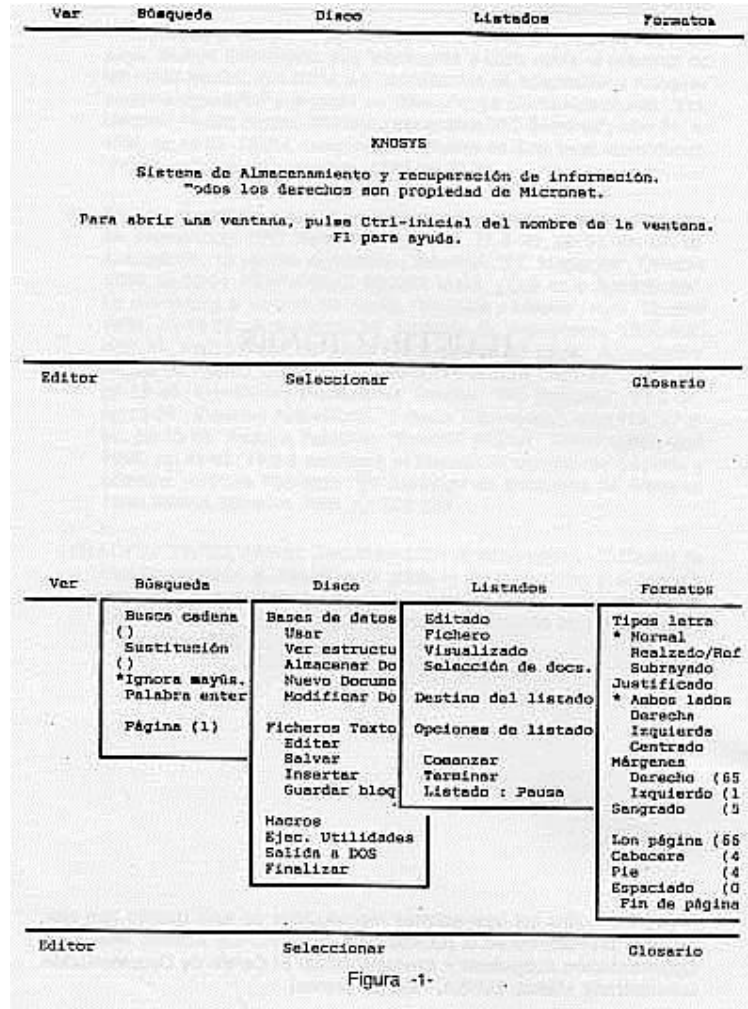 Ver Búsqueda Disco Listados Formatos
KNOSYS
Sistema de Almacenamiento y recuperación de información.
Todos los derechos son propiedad de Micronet.
Para abrir una ventana, pulse Ctrl-inicial del nombre de la ventana.
F1 para ayuda.
Editor Seleccionar Glosario
Ver Búsqueda Disco Listados Formatos
Busca cadena
()
Sustitución
()
*Ignora mayús.
Palabra enter
Página (1)
Bases de datos
Usar
Ver estructu
Almacenar Do
Nuevo Docume
Modificar Do
Ficheros Texto
Editar
Salvar
Insertar
Guardar bloq
Macros
Ejec. Utilidades
Salida a DOS
Finalizar
Editado
Fichero
Visualizado
Selección de docs.
Destino del listado
Opciones de listado
Comenzar
Terminar
Listado : Pausa
Tipos letra
* Normal
Realzado/Ref
Subrayado
Justificado
* Ambos lados
Derecha
Izquierda
Centrado
Márgenes
Derecho (65
Izquierdo (1
Sangrado (5
Lon página (66
Cabecera (4
Pie (4
Espaciado (0
Fin de página
Editor Seleccionar Glosario
Figura -1-